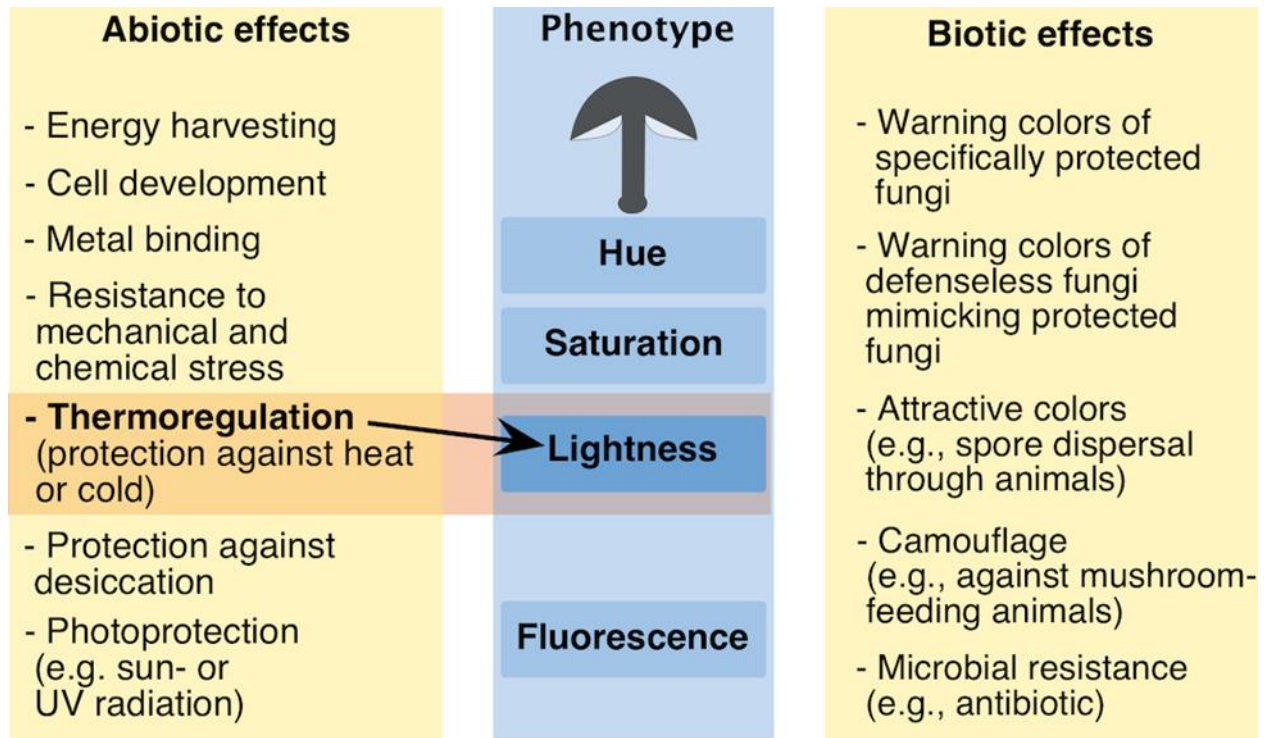 Abiotic effects
- Energy harvesting
- Cell development
- Metal binding
- Resistance to
mechanical and
chemical stress
- Thermoregulation
(protection against heat
or cold)
- Protection against
desiccation
- Photoprotection
(e.g. sun- or
UV radiation)
Phenotype
Hue
Saturation
Lightness
Fluorescence
Biotic effects
- Warning colors of
specifically protected
fungi
- Warning colors of
defenseless fungi
mimicking protected
fungi
- Attractive colors
(e.g., spore dispersal
through animals)
- Camouflage
(e.g., against mushroom-
feeding animals)
- Microbial resistance
(e.g., antibiotic)